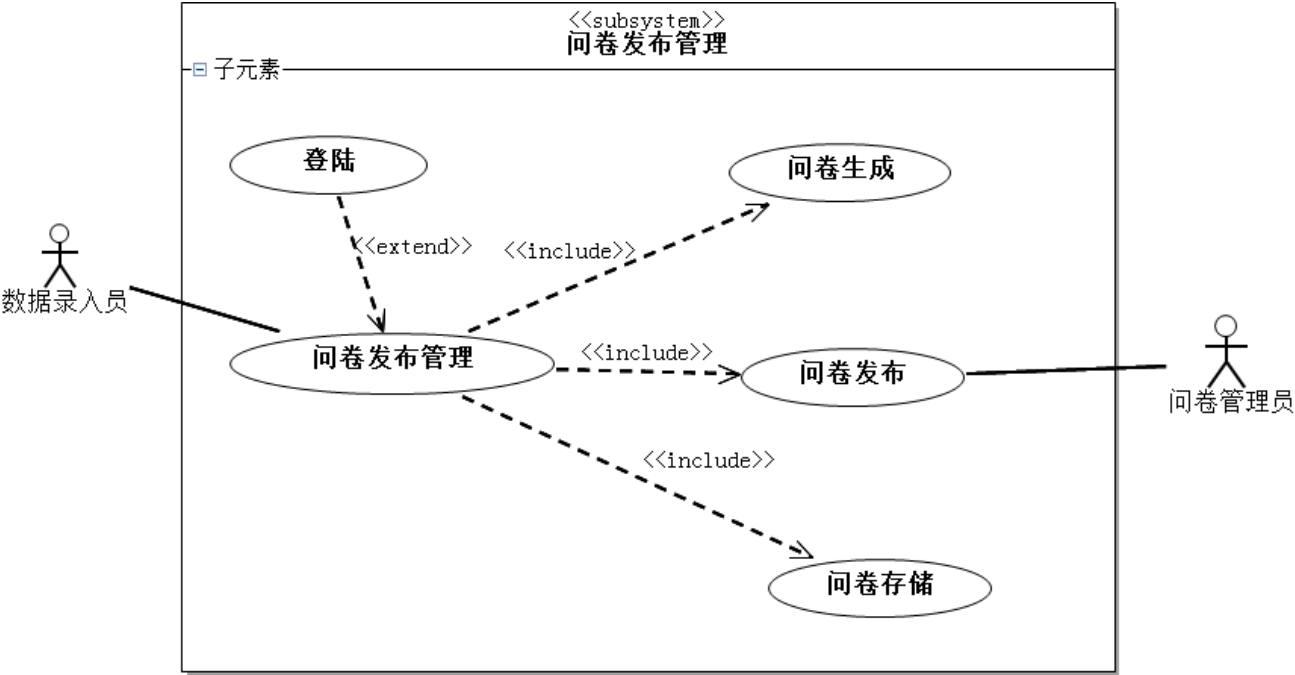 <<subsystem>>
问卷发布管理
子元素
登陆
问卷生成
<<extend>>
<<include>>
数据录入员
问卷发布管理
<<include>>
问卷发布
问卷管理员
<<include>>
问卷存储